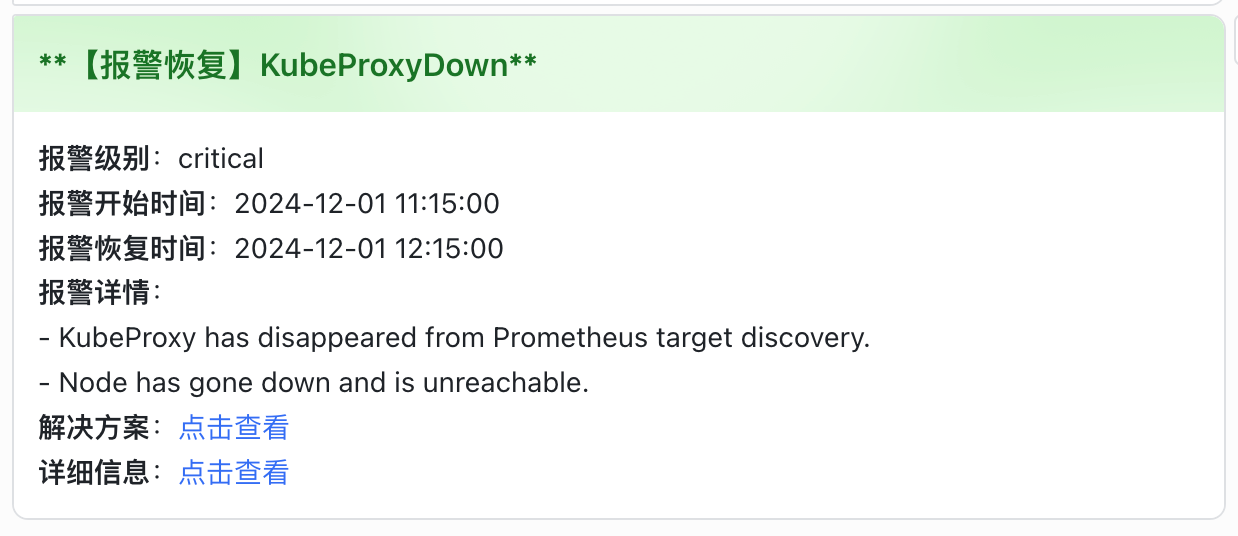 **【报警恢复】KubeProxyDown**
报警级别：critical
报警开始时间：2024-12-01 11:15:00
报警恢复时间：2024-12-01 12:15:00
报警详情：
- KubeProxy has disappeared from Prometheus target discovery.
- Node has gone down and is unreachable.
解决方案：点击查看
详细信息：点击查看